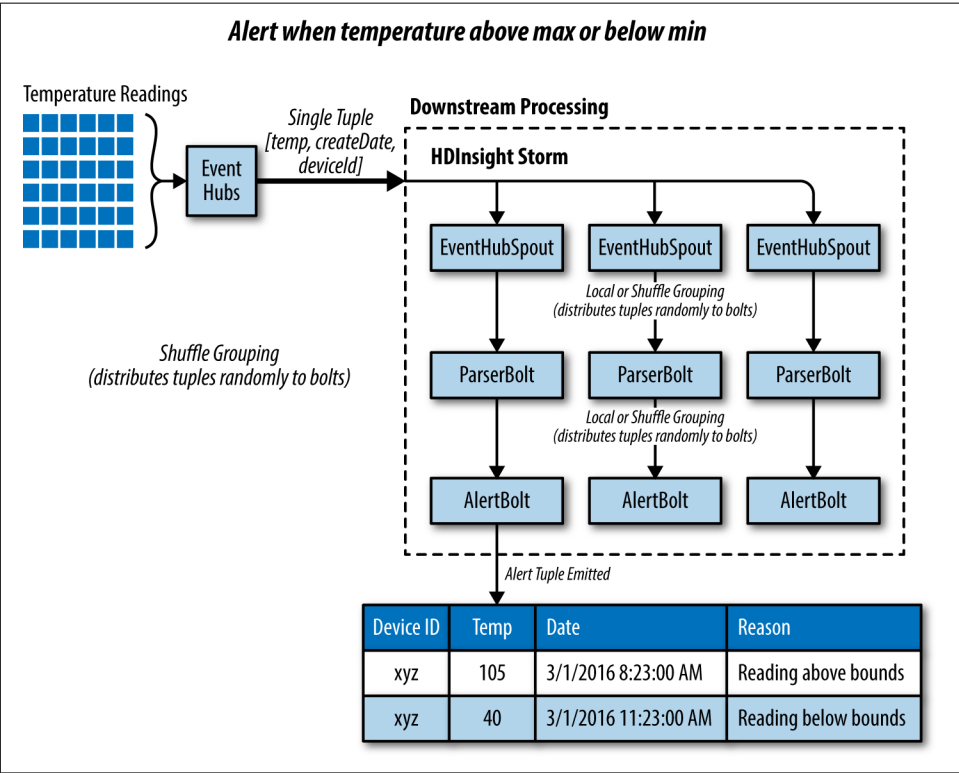 Alert when temperature above max or below min
Temperature Readings
Event
Hubs
Single Tuple
[temp, createDate,
deviceId]
Downstream Processing
HDInsight Storm
EventHubSpout
EventHubSpout
EventHubSpout
Local or Shuffle Grouping
(distributes tuples randomly to bolts)
Shuffle Grouping
(distributes tuples randomly to bolts)
ParserBolt
ParserBolt
ParserBolt
Local or Shuffle Grouping
(distributes tuples randomly to bolts)
AlertBolt
AlertBolt
AlertBolt
Alert Tuple Emitted
Device ID Temp Date Reason
xyz 105 3/1/2016 8:23:00 AM Reading above bounds
xyz 40 3/1/2016 11:23:00 AM Reading below bounds